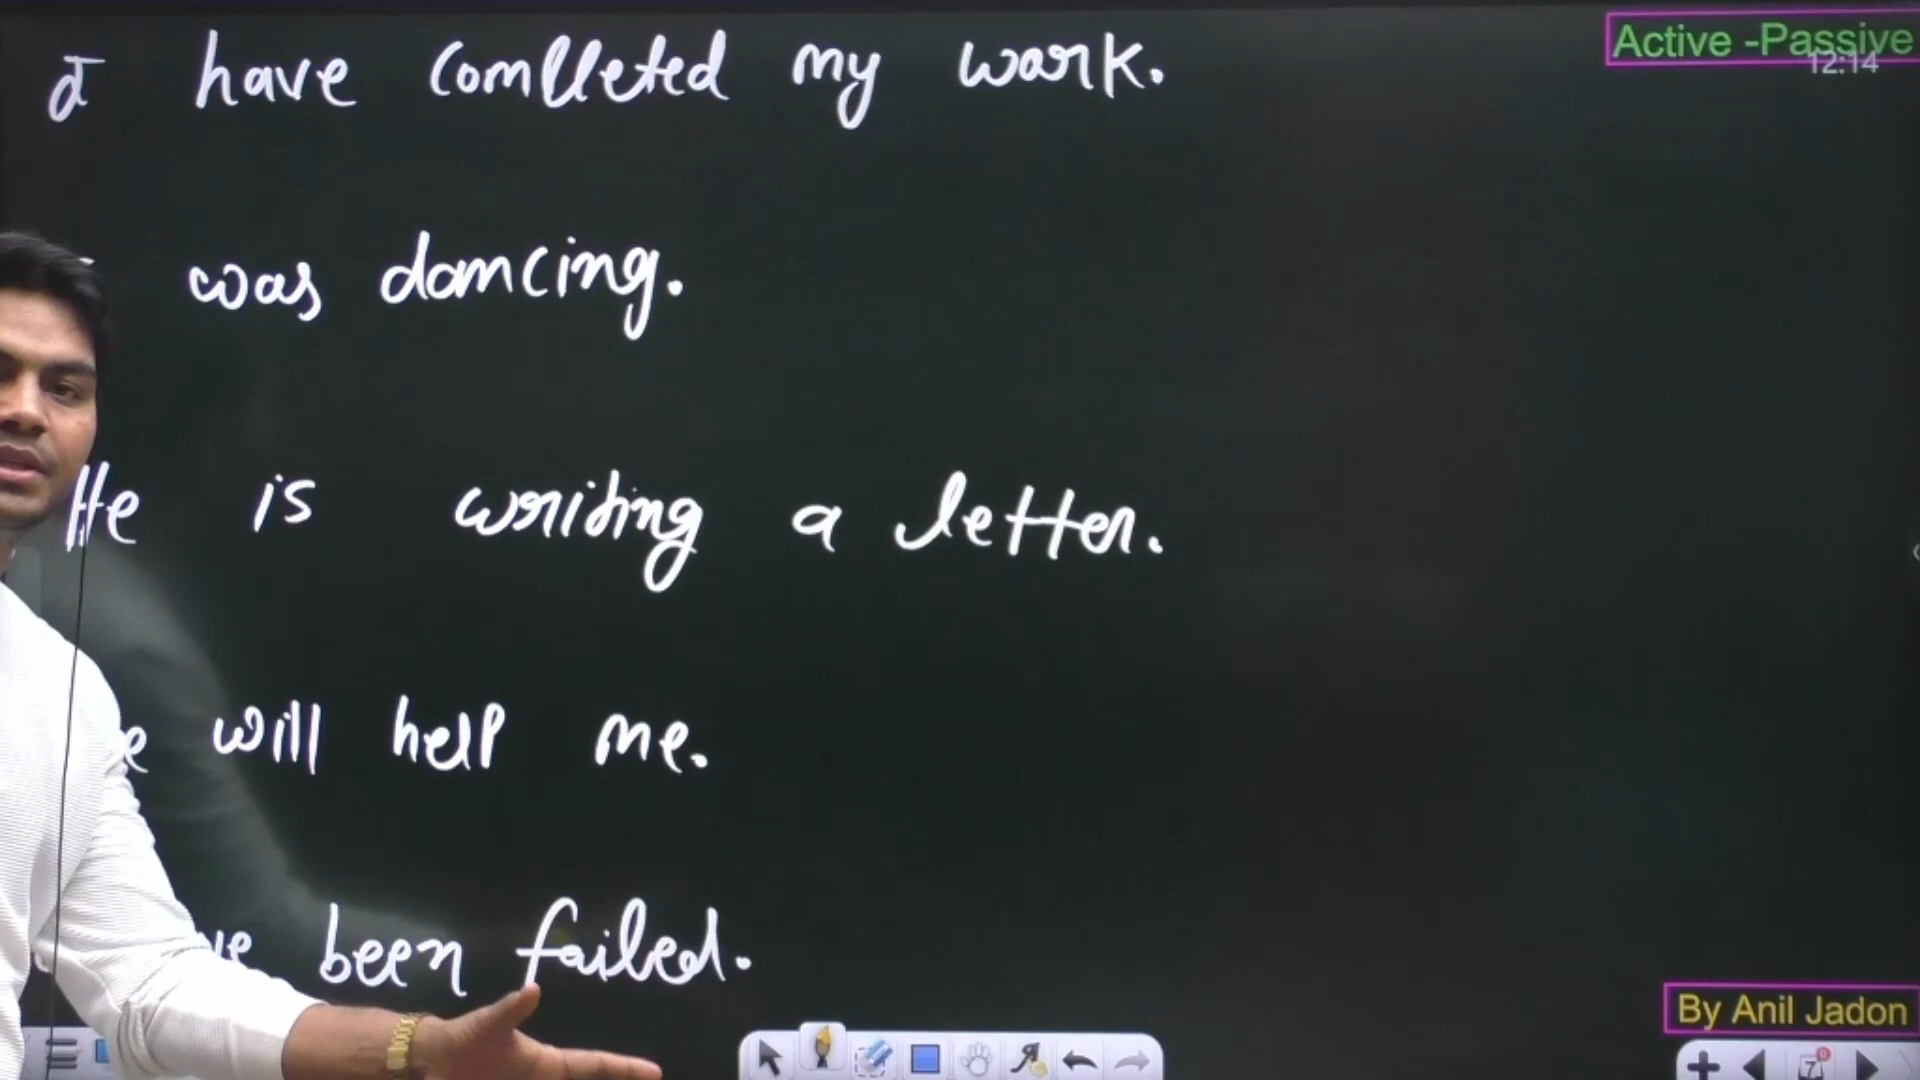 Active -Passive
12:14
I have comlleted my work.
was dancing.
He is writing a letter.
will help me.
been failed.
By Anil Jadon